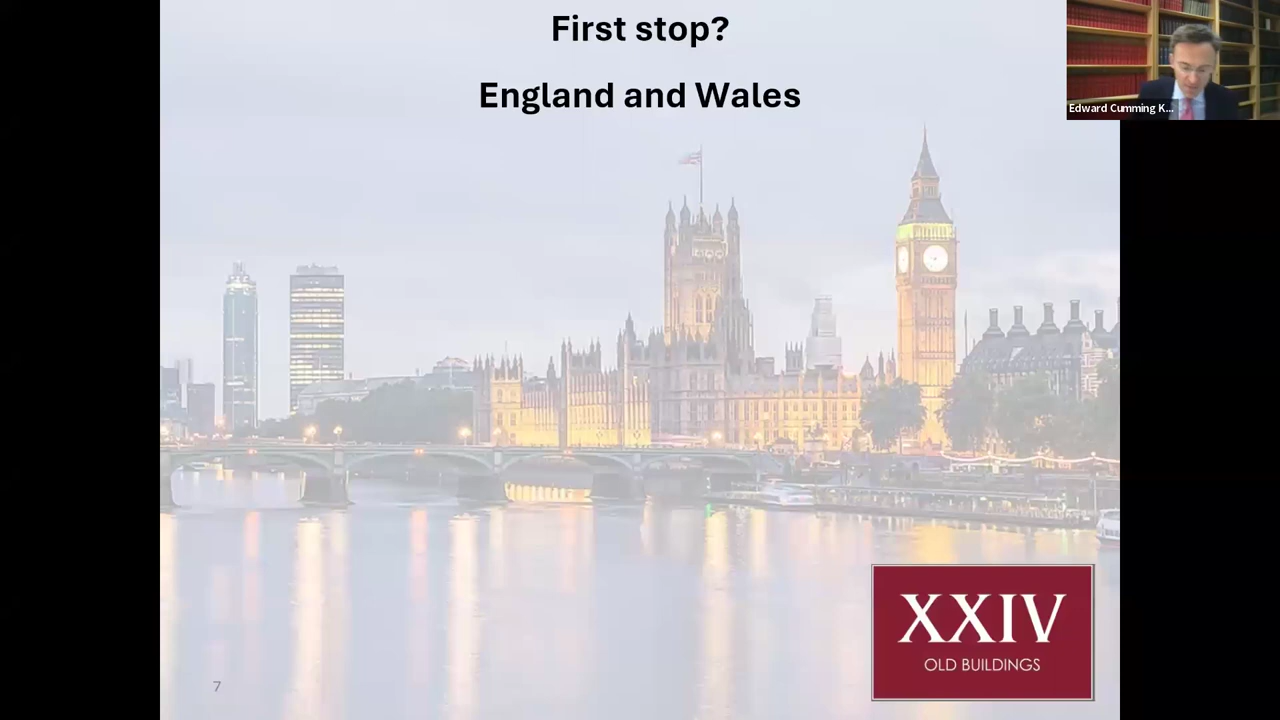 First stop?
England and Wales
Edward Cumming K...
XXIV
OLD BUILDINGS
7